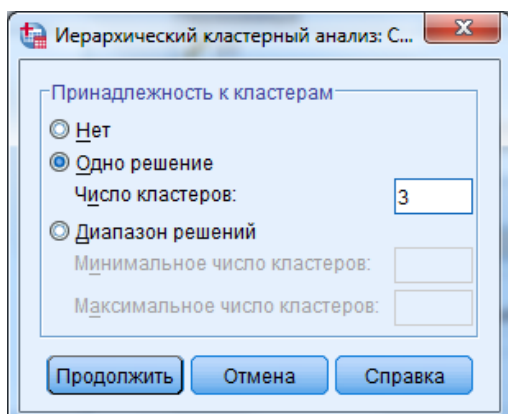 Иерархический кластерный анализ: С...
Принадлежность к кластерам
Нет
Одно решение
Число кластеров: 3
Диапазон решений
Минимальное число кластеров:
Максимальное число кластеров:
Продолжить Отмена Справка